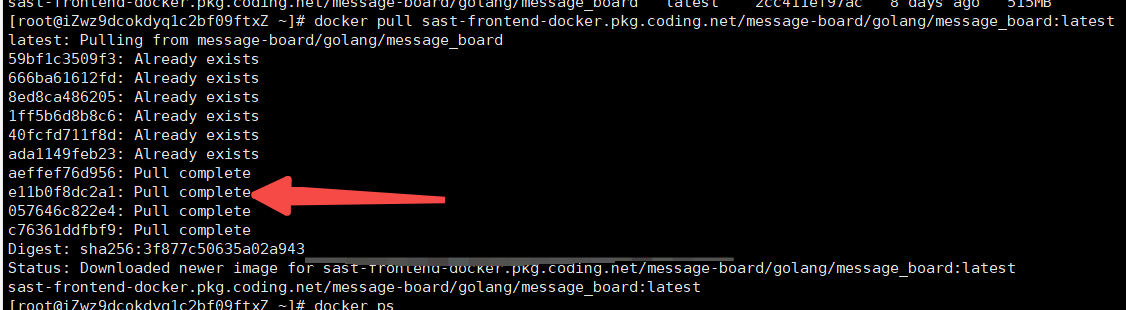 sast-frontend-docker.pkg.coding.net/message-board/golang/message_board latest 2cc411ef97ac 8 days ago 515MB
[root@iZwz9dcokdyq1c2bf09ftxZ ~]# docker pull sast-frontend-docker.pkg.coding.net/message-board/golang/message_board:latest
latest: Pulling from message-board/golang/message_board
59bf1c3509f3: Already exists
666ba61612fd: Already exists
8ed8ca486205: Already exists
1ff5b6d8b8c6: Already exists
40fcfd711f8d: Already exists
ada1149feb23: Already exists
aeffef76d956: Pull complete
e11b0f8dc2a1: Pull complete
057646c822e4: Pull complete
c76361ddfbf9: Pull complete
Digest: sha256:3f877c50635a02a943
Status: Downloaded newer image for sast-frontend-docker.pkg.coding.net/message-board/golang/message_board:latest
sast-frontend-docker.pkg.coding.net/message-board/golang/message_board:latest
[root@iZwz9dcokdyq1c2bf09ftxZ ~]# docker ps